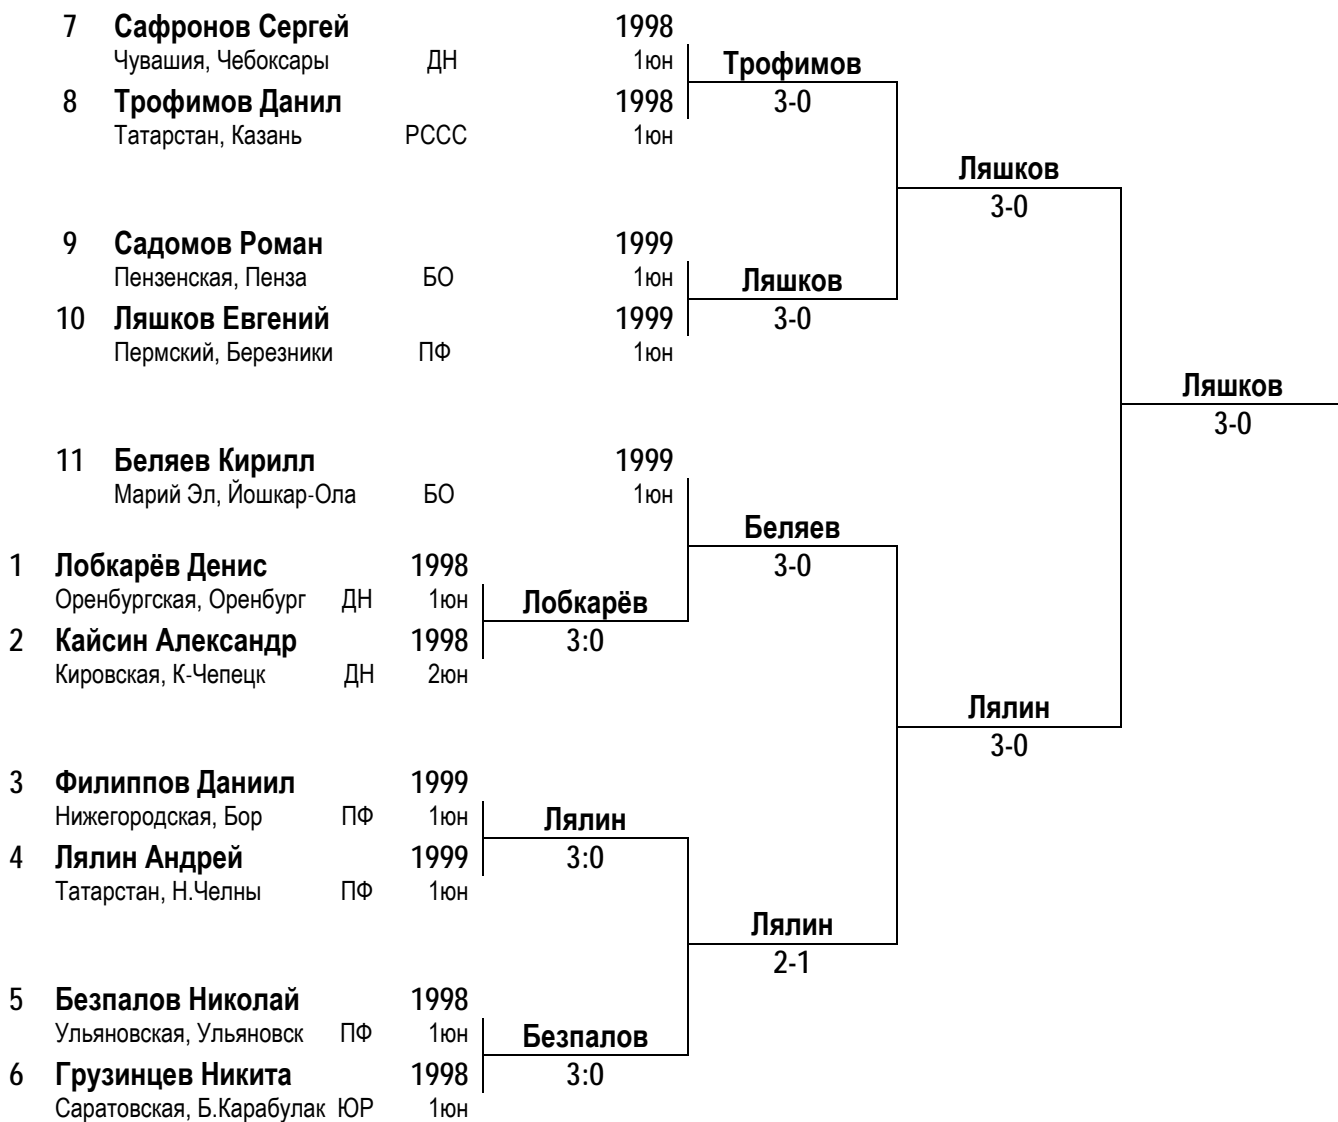 7 Сафронов Сергей 1998
Чувашия, Чебоксары ДН 1юн Трофимов
8 Трофимов Данил 1998 3-0
Татарстан, Казань РССС 1юн
Ляшков
3-0
9 Садомов Роман 1999
Пензенская, Пенза БО 1юн Ляшков
10 Ляшков Евгений 1999 3-0
Пермский, Березники ПФ 1юн
Ляшков
3-0
11 Беляев Кирилл 1999
Марий Эл, Йошкар-Ола БО 1юн
Беляев
1 Лобкарёв Денис 1998 3-0
Оренбургская, Оренбург ДН 1юн Лобкарёв
2 Кайсин Александр 1998 3:0
Кировская, К-Чепецк ДН 2юн
Лялин
3-0
3 Филиппов Даниил 1999
Нижегородская, Бор ПФ 1юн Лялин
4 Лялин Андрей 1999 3:0
Татарстан, Н.Челны ПФ 1юн
Лялин
2-1
5 Безпалов Николай 1998
Ульяновская, Ульяновск ПФ 1юн Безпалов
6 Грузинцев Никита 1998 3:0
Саратовская, Б.Карабулак ЮР 1юн